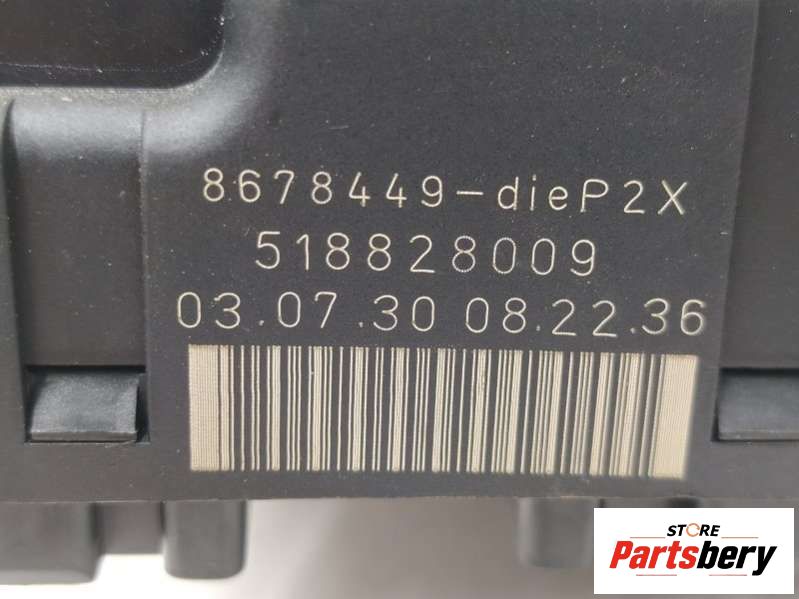 8678449-dieP2X
518828009
03.07.30 08.22.36
STORE
Partsbery